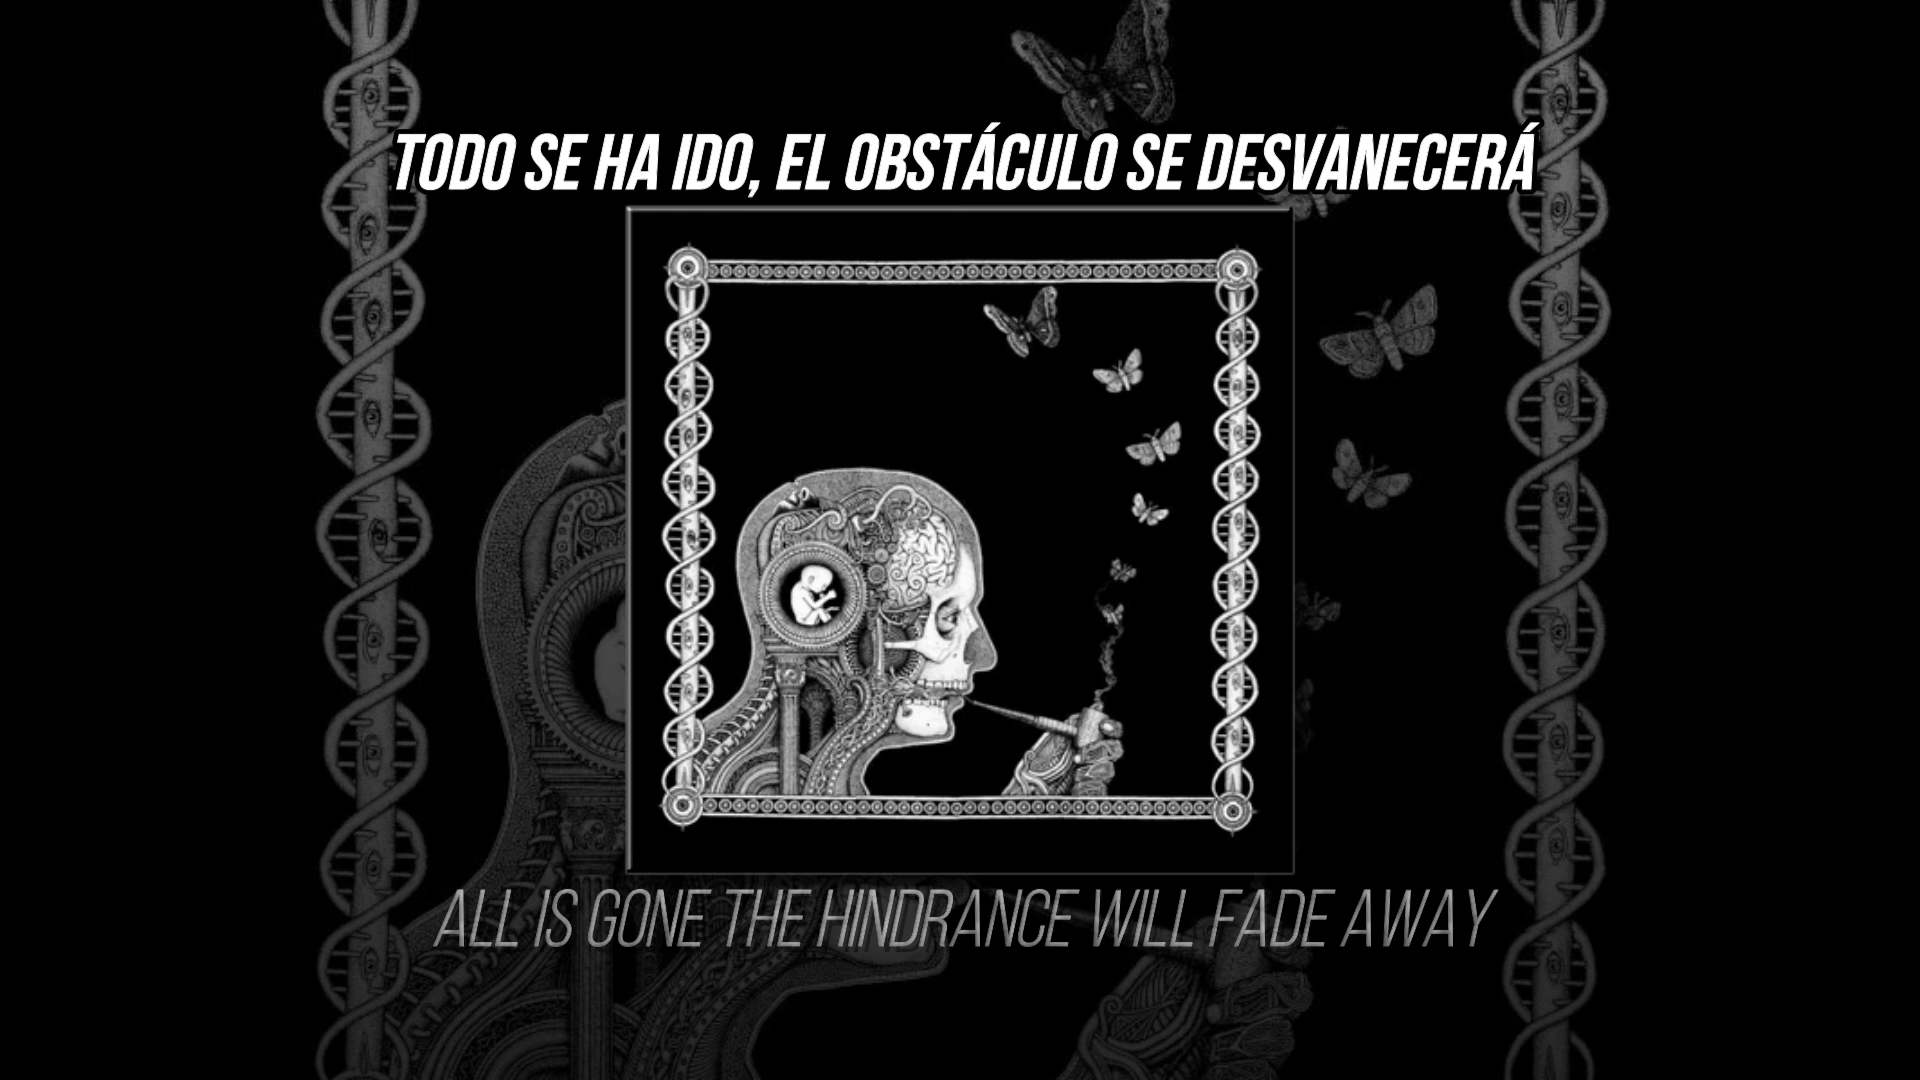 TODO SE HA IDO, EL OBSTÁCULO SE DESVANECERÁ
ALL IS GONE THE HINDRANCE WILL FADE AWAY